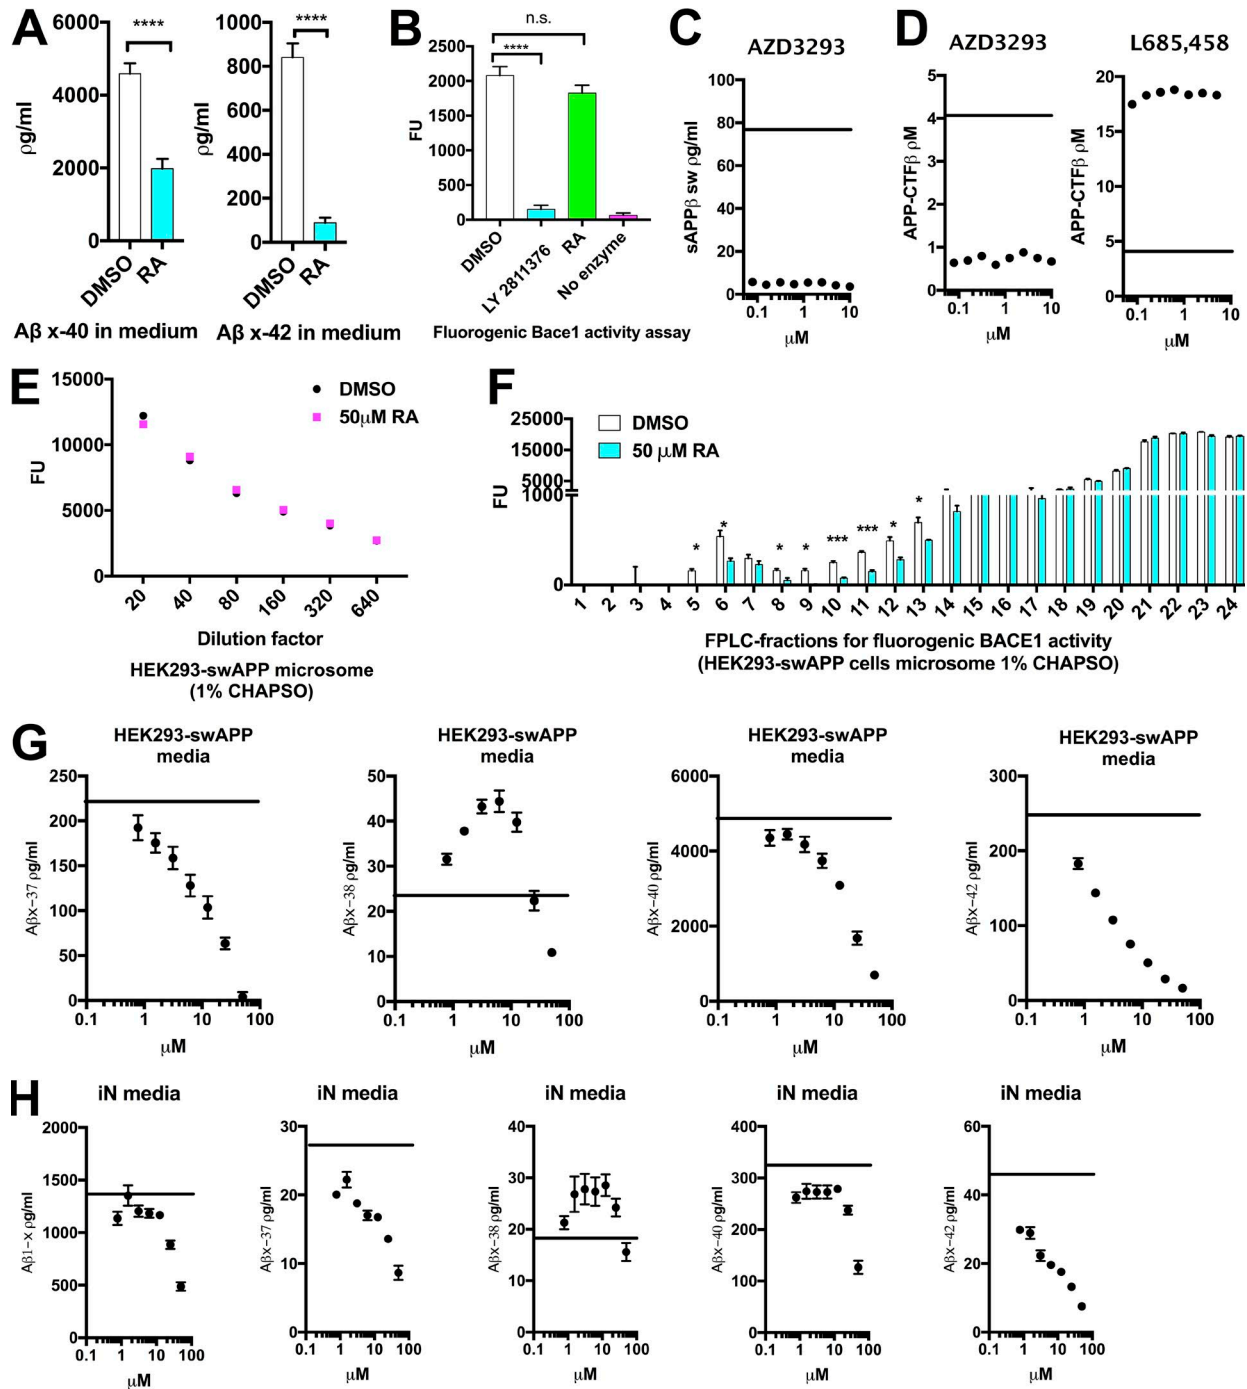 A
ρg/ml
6000
4000
2000
0
****
DMSO
RA
Aβ x-40 in medium
ρg/ml
1000
800
600
400
200
0
****
DMSO
RA
Aβ x-42 in medium
B
FU
2500
2000
1500
1000
500
0
n.s.
****
DMSO
LY 2811376
RA
No enzyme
Fluorogenic Bace1 activity assay
C
AZD3293
sAPPβ sw ρg/ml
100
80
60
40
20
0
0.1
1
10
μM
D
AZD3293
APP-CTFβ ρM
5
4
3
2
1
0
0.1
1
10
μM
L685,458
APP-CTFβ ρM
20
15
10
5
0
0.1
1
10
μM
E
FU
15000
10000
5000
0
DMSO
50μM RA
20
40
80
160
320
640
Dilution factor
HEK293-swAPP microsome
(1% CHAPSO)
F
FU
25000
15000
5000
1000
0
DMSO
50 μM RA
*
*
*
*
***
***
*
*
1
2
3
4
5
6
7
8
9
10
11
12
13
14
15
16
17
18
19
20
21
22
23
24
FPLC-fractions for fluorogenic BACE1 activity
(HEK293-swAPP cells microsome 1% CHAPSO)
G
HEK293-swAPP
media
Aβx−37 ρg/ml
250
200
150
100
50
0
0.1
1
10
100
μM
HEK293-swAPP
media
Aβx−38 ρg/ml
50
40
30
20
10
0
0.1
1
10
100
μM
HEK293-swAPP
media
Aβx−40 ρg/ml
6000
4000
2000
0
0.1
1
10
100
μM
HEK293-swAPP
media
Aβx−42 ρg/ml
300
200
100
0
0.1
1
10
100
μM
H
iN media
Aβ1−x ρg/ml
2000
1500
1000
500
0
0.1
1
10
100
μM
iN media
Aβx−37 ρg/ml
30
20
10
0
0.1
1
10
100
μM
iN media
Aβx−38 ρg/ml
40
30
20
10
0
0.1
1
10
100
μM
iN media
Aβx−40 ρg/ml
400
300
200
100
0
0.1
1
10
100
μM
iN media
Aβx−42 ρg/ml
60
40
20
0
0.1
1
10
100
μM